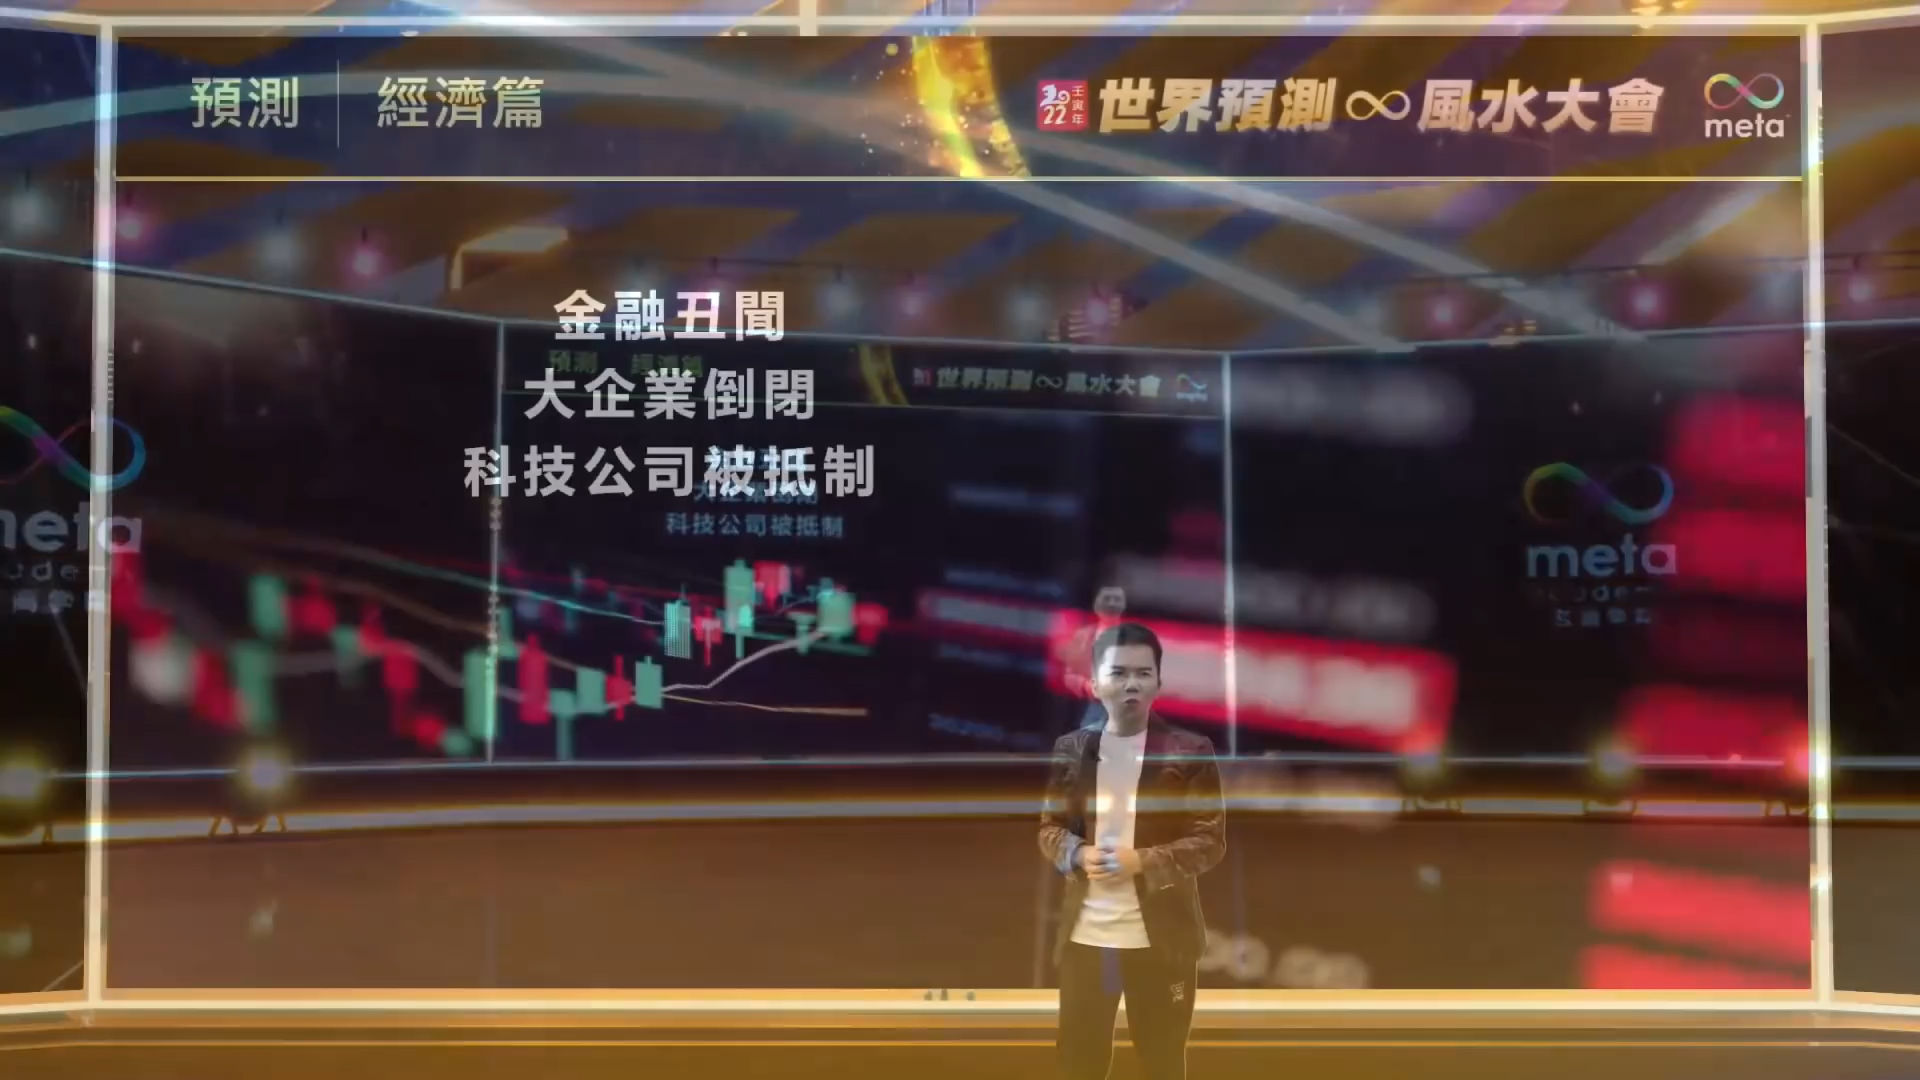 預測 經濟篇
2022 壬寅年 世界預測∞風水大會 meta
金融丑聞
大企業倒閉
科技公司被抵制
預測 經濟篇
世界預測∞風水大會
科技公司被抵制
meta
meta